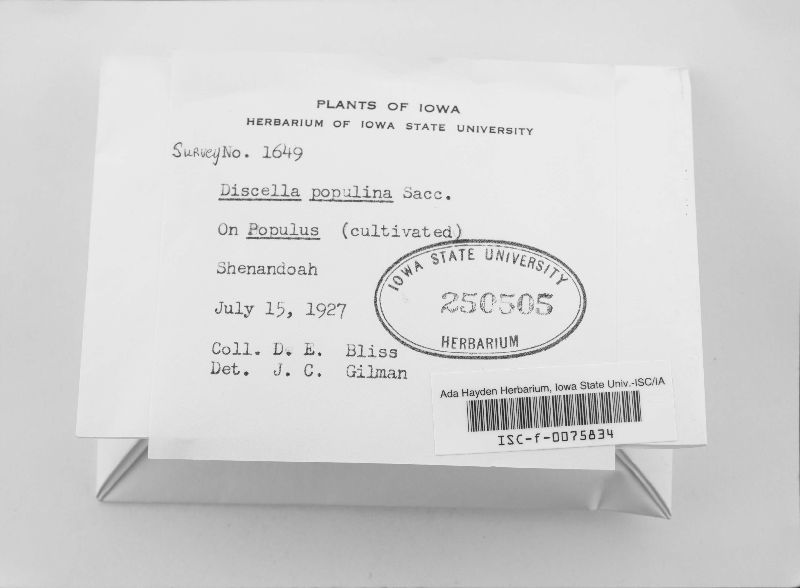 PLANTS OF IOWA
HERBARIUM OF IOWA STATE UNIVERSITY
Survey No. 1649
Discella populina Sacc.
On Populus (cultivated)
Shenandoah
July 15, 1927
Coll. D. E. Bliss
Det. J. C. Gilman
IOWA STATE UNIVERSITY
250505
HERBARIUM
Ada Hayden Herbarium, Iowa State Univ.-ISC/IA
ISC-f-0075834